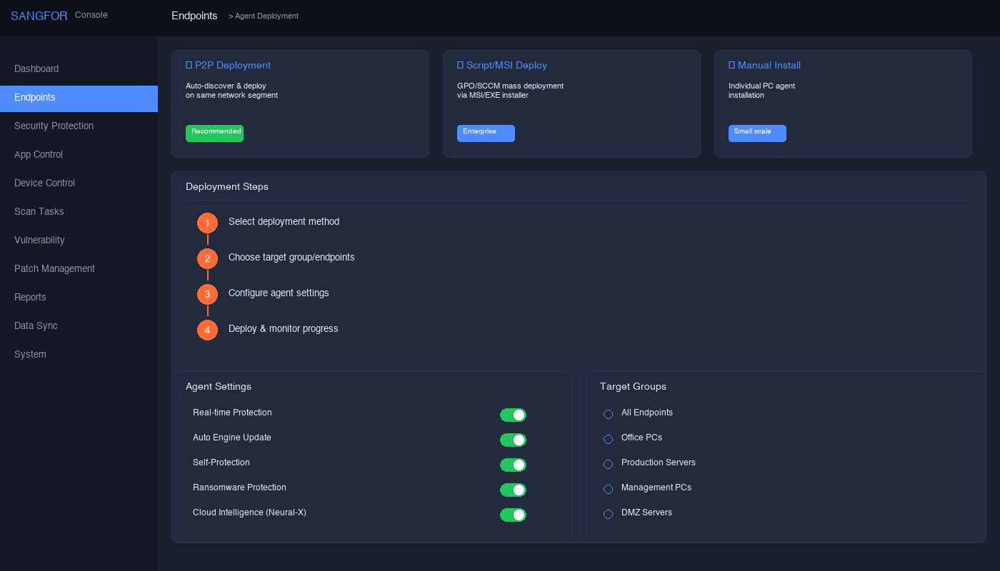 SANGFOR Console
Endpoints > Agent Deployment
Dashboard
Endpoints
Security Protection
App Control
Device Control
Scan Tasks
Vulnerability
Patch Management
Reports
Data Sync
System
P2P Deployment
Auto-discover & deploy
on same network segment
Recommended
Script/MSI Deploy
GPO/SCCM mass deployment
via MSI/EXE installer
Enterprise
Manual Install
Individual PC agent
installation
Small scale
Deployment Steps
1 Select deployment method
2 Choose target group/endpoints
3 Configure agent settings
4 Deploy & monitor progress
Agent Settings
Real-time Protection
Auto Engine Update
Self-Protection
Ransomware Protection
Cloud Intelligence (Neural-X)
Target Groups
All Endpoints
Office PCs
Production Servers
Management PCs
DMZ Servers